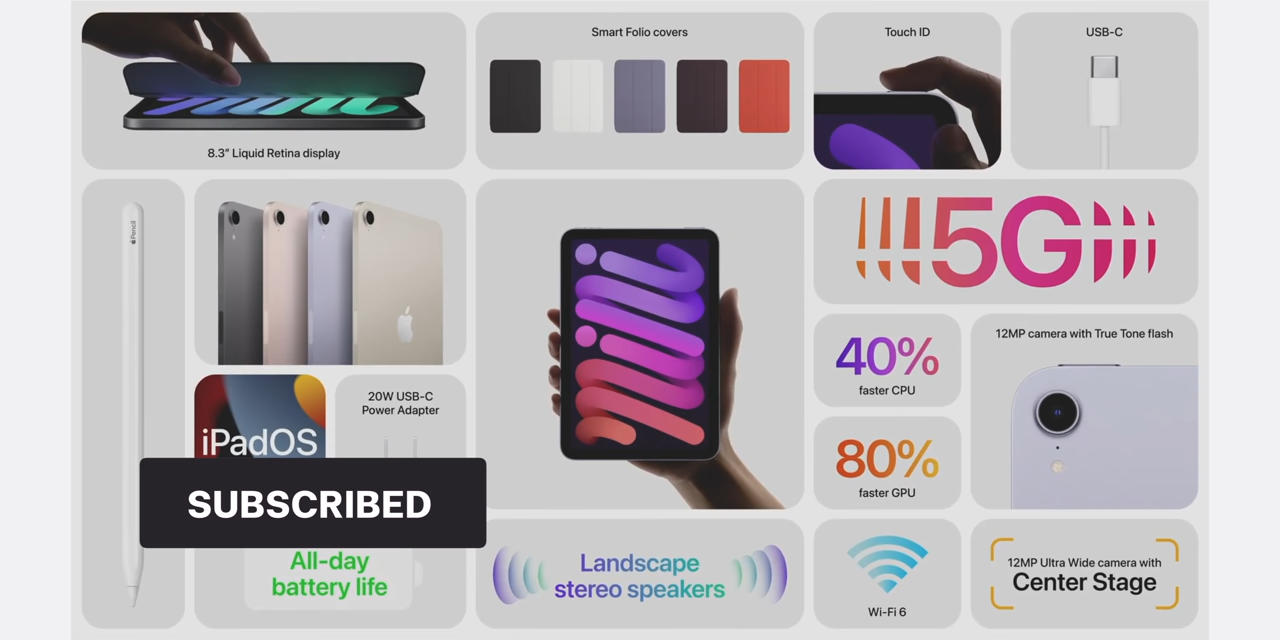 8.3″ Liquid Retina display
Smart Folio covers
Touch ID
USB-C
Pencil
5G
40%
faster CPU
12MP camera with True Tone flash
iPadOS
20W USB-C
Power Adapter
80%
faster GPU
SUBSCRIBED
All-day
battery life
Landscape
stereo speakers
Wi-Fi 6
12MP Ultra Wide camera with
Center Stage